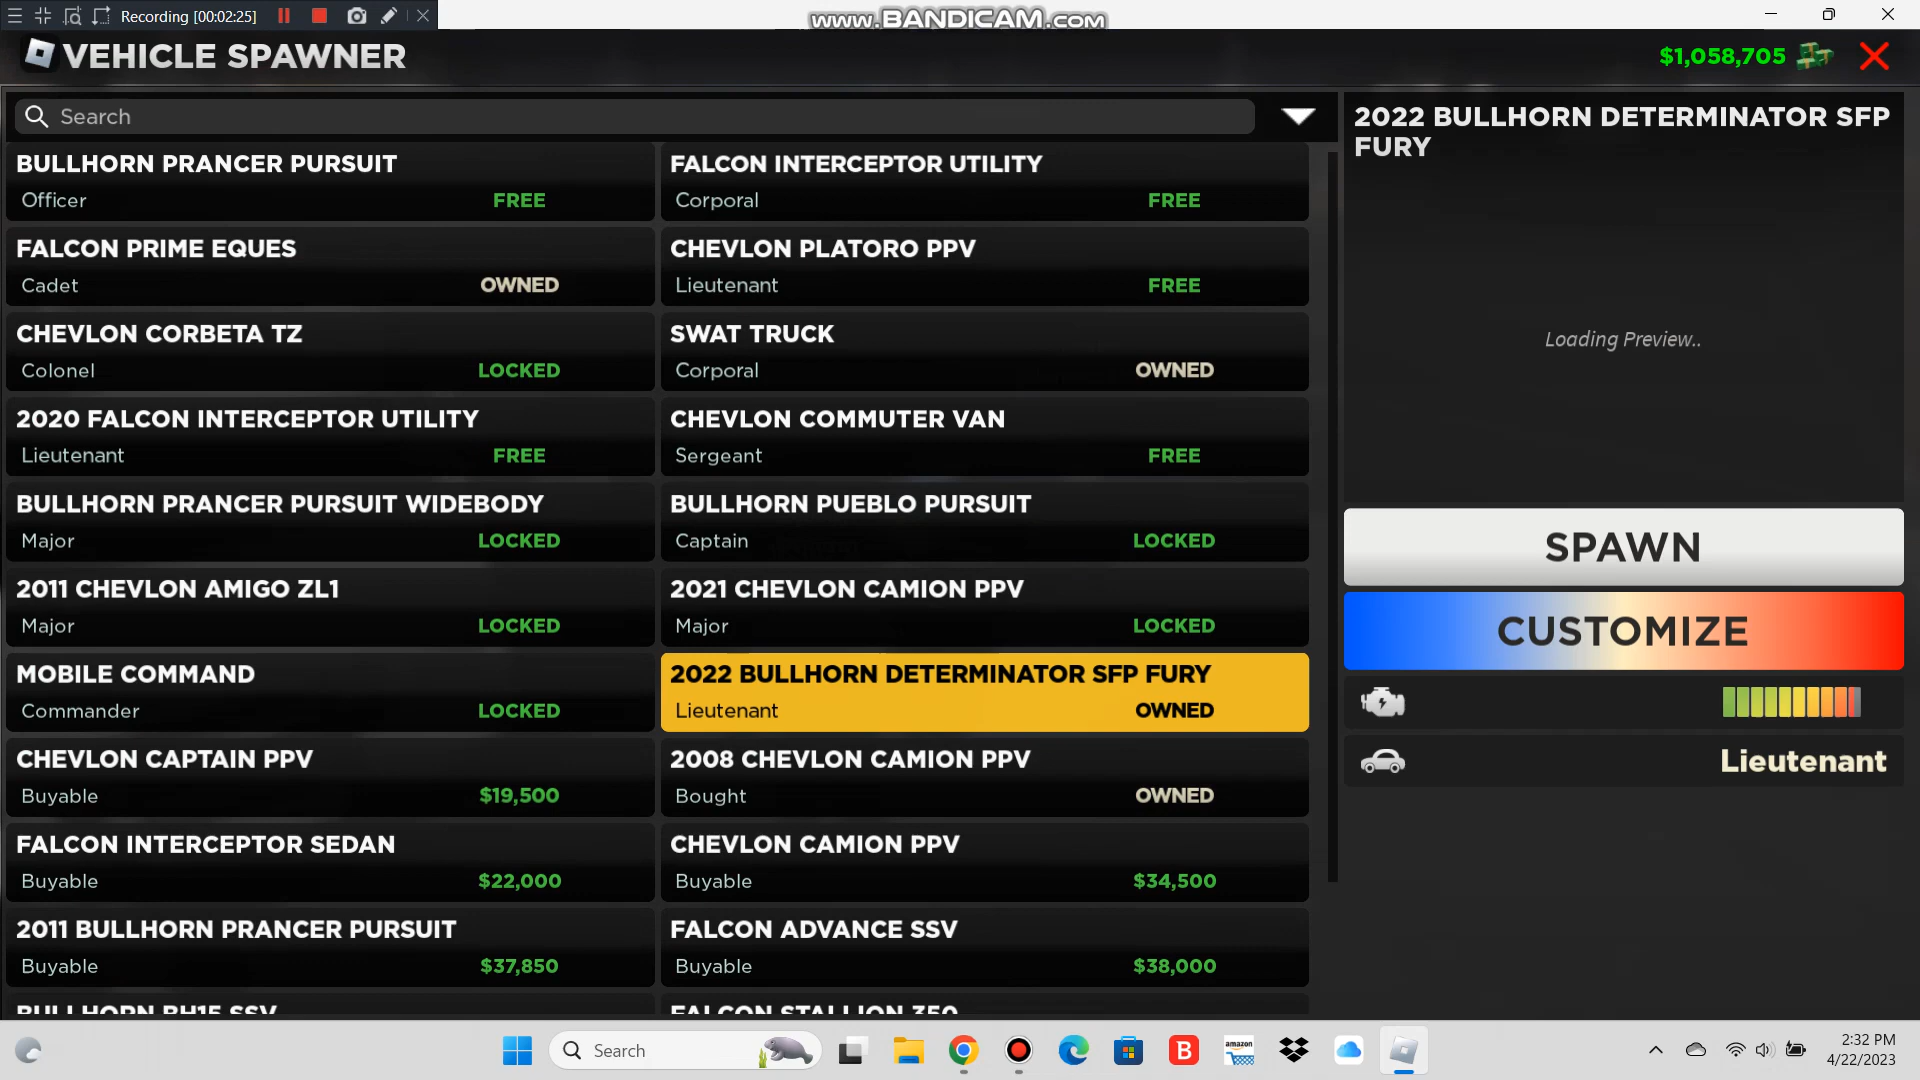 Recording [00:02:25]
www.BANDICAM.com
VEHICLE SPAWNER
$1,058,705
Search
BULLHORN PRANCER PURSUIT
Officer FREE
FALCON INTERCEPTOR UTILITY
Corporal FREE
FALCON PRIME EQUES
Cadet OWNED
CHEVLON PLATORO PPV
Lieutenant FREE
CHEVLON CORBETA TZ
Colonel LOCKED
SWAT TRUCK
Corporal OWNED
2020 FALCON INTERCEPTOR UTILITY
Lieutenant FREE
CHEVLON COMMUTER VAN
Sergeant FREE
BULLHORN PRANCER PURSUIT WIDEBODY
Major LOCKED
BULLHORN PUEBLO PURSUIT
Captain LOCKED
2011 CHEVLON AMIGO ZL1
Major LOCKED
2021 CHEVLON CAMION PPV
Major LOCKED
MOBILE COMMAND
Commander LOCKED
2022 BULLHORN DETERMINATOR SFP FURY
Lieutenant OWNED
CHEVLON CAPTAIN PPV
Buyable $19,500
2008 CHEVLON CAMION PPV
Bought OWNED
FALCON INTERCEPTOR SEDAN
Buyable $22,000
CHEVLON CAMION PPV
Buyable $34,500
2011 BULLHORN PRANCER PURSUIT
Buyable $37,850
FALCON ADVANCE SSV
Buyable $38,000
BULLHORN BH15 SSV
FALCON STALLION 350
2022 BULLHORN DETERMINATOR SFP
FURY
Loading Preview..
SPAWN
CUSTOMIZE
Lieutenant
Search
B
amazon
2:32 PM
4/22/2023